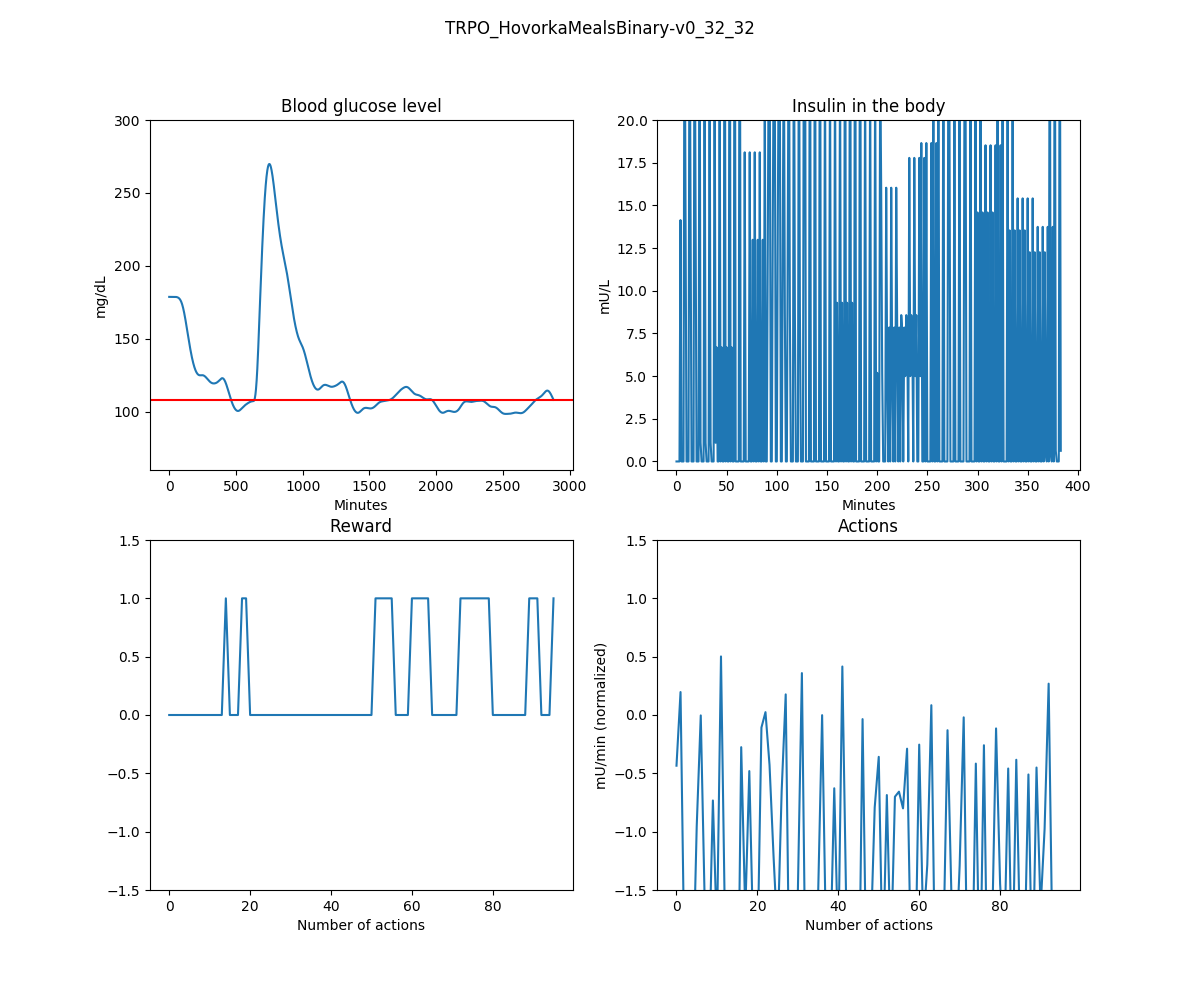 TRPO_HovorkaMealsBinary-v0_32_32
Blood glucose level
300
250
200
150
100
mg/dL
0 500 1000 1500 2000 2500 3000
Minutes
Insulin in the body
20.0
17.5
15.0
12.5
10.0
7.5
5.0
2.5
0.0
mU/L
0 50 100 150 200 250 300 350 400
Minutes
Reward
1.5
1.0
0.5
0.0
−0.5
−1.0
−1.5
0 20 40 60 80
Number of actions
Actions
1.5
1.0
0.5
0.0
−0.5
−1.0
−1.5
mU/min (normalized)
0 20 40 60 80
Number of actions